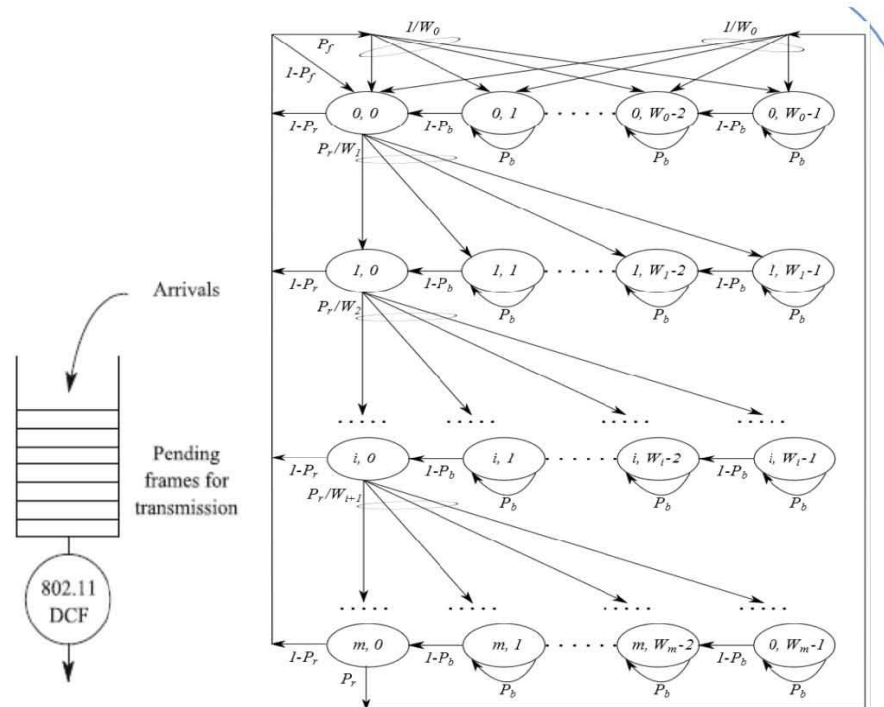 1/W0 1/W0
Pf
1-Pf
0, 0 0, 1 . . . . . 0, W0-2 0, W0-1
1-Pr 1-Pb 1-Pb
Pb Pb Pb
Pr/W1
1, 0 1, 1 . . . . . . 1, W1-2 1, W1-1
1-Pr 1-Pb 1-Pb
Pb Pb Pb
Pr/W2
Arrivals
. . . . . . . . . . . . . . . . . . . .
i, 0 i, 1 . . . . . . i, Wi-2 i, Wi-1
1-Pr 1-Pb 1-Pb
Pb Pb Pb
Pr/Wi+1
Pending
frames for
transmission
802.11
DCF
. . . . . . . . . . . . . . . . . . . .
m, 0 m, 1 . . . . . . m, Wm-2 0, Wm-1
1-Pr 1-Pb 1-Pb
Pr Pb Pb Pb